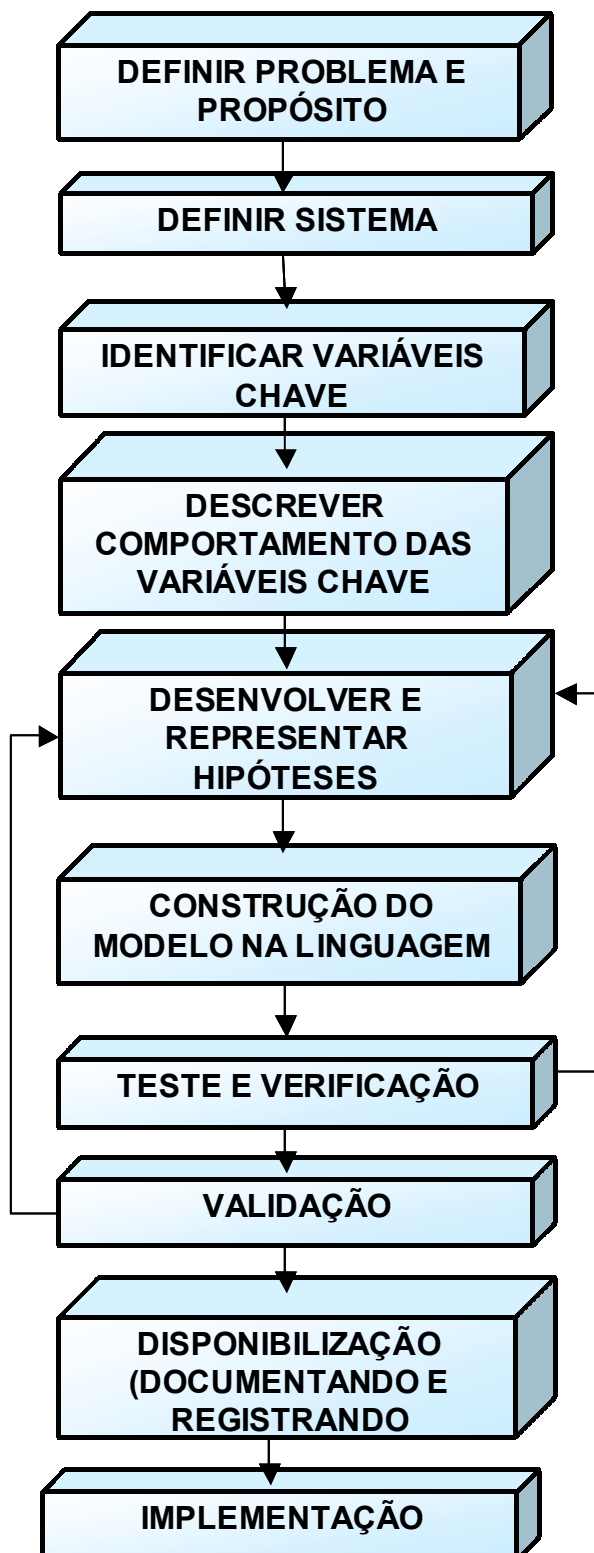 DEFINIR PROBLEMA E
PROPÓSITO
DEFINIR SISTEMA
IDENTIFICAR VARIÁVEIS
CHAVE
DESCREVER
COMPORTAMENTO DAS
VARIÁVEIS CHAVE
DESENVOLVER E
REPRESENTAR
HIPÓTESES
CONSTRUÇÃO DO
MODELO NA LINGUAGEM
TESTE E VERIFICAÇÃO
VALIDAÇÃO
DISPONIBILIZAÇÃO
(DOCUMENTANDO E
REGISTRANDO
IMPLEMENTAÇÃO